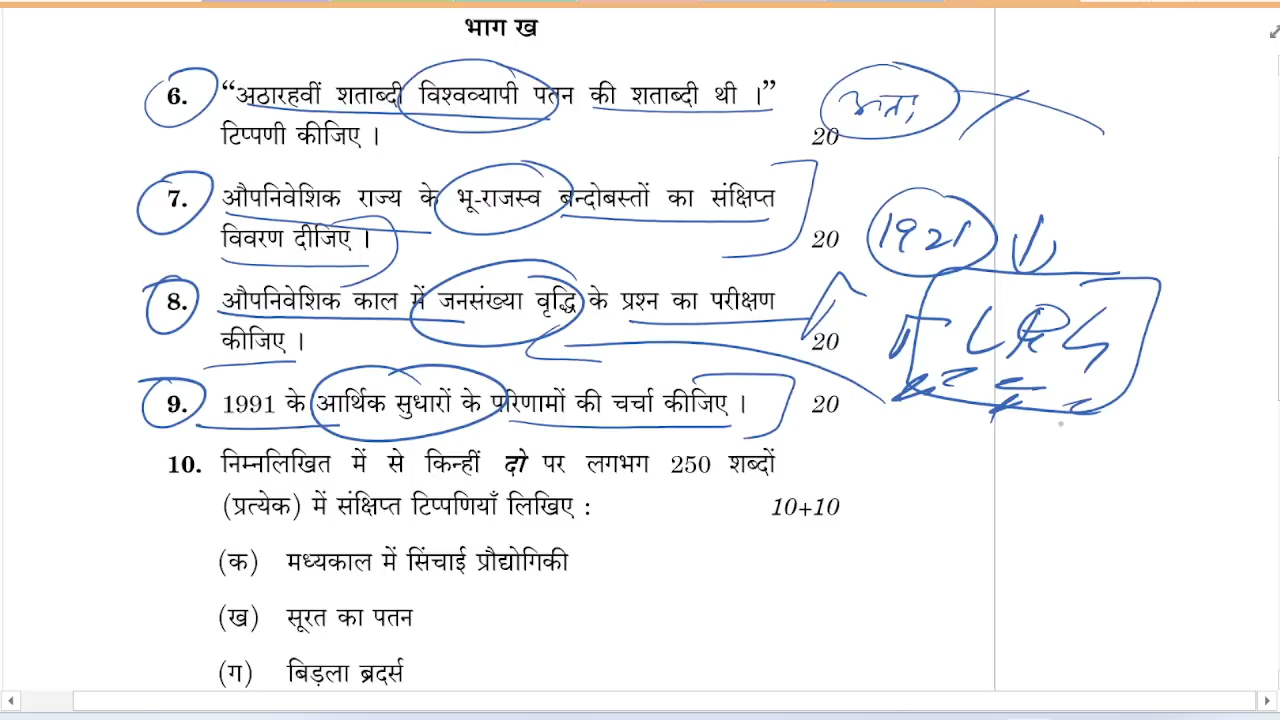 भाग ख
6. “अठारहवीं शताब्दी विश्वव्यापी पतन की शताब्दी थी ।”
टिप्पणी कीजिए । 20
7. औपनिवेशिक राज्य के भू-राजस्व बन्दोबस्तों का संक्षिप्त
विवरण दीजिए । 20
1921
8. औपनिवेशिक काल में जनसंख्या वृद्धि के प्रश्न का परीक्षण
कीजिए । 20
9. 1991 के आर्थिक सुधारों के परिणामों की चर्चा कीजिए । 20
10. निम्नलिखित में से किन्हीं दो पर लगभग 250 शब्दों
(प्रत्येक) में संक्षिप्त टिप्पणियाँ लिखिए : 10+10
(क) मध्यकाल में सिंचाई प्रौद्योगिकी
(ख) सूरत का पतन
(ग) बिड़ला ब्रदर्स